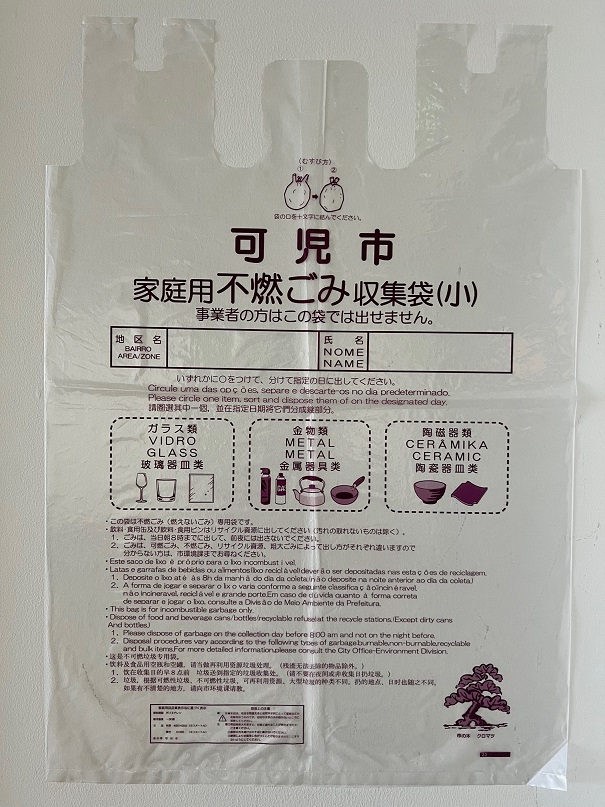 (むすび方)
① ②
袋の口を十文字に結んでください。
可児市
家庭用不燃ごみ収集袋(小)
事業者の方はこの袋では出せません。
地区名
BAIRRO
AREA/ZONE
氏名
NOME
NAME
いずれかに○をつけて、分けて指定の日に出してください。
Circule uma das opções, separe e descarte-os no dia predeterminado.
Please circle one item, sort and dispose them of on the designated day.
請圈選其中一個，並在指定日期將它們分成幾部分。
ガラス類
VIDRO
GLASS
玻璃器皿类
金物類
METAL
METAL
金属器具类
陶磁器類
CERÁMIKA
CERAMIC
陶瓷器皿类
・この袋は不燃ごみ（燃えないごみ）専用袋です。
・飲料・食用缶及び飲料・食用ビンはリサイクル資源に出してください（汚れの取れないものは除く）。
1．ごみは、当日朝８時までに出して、前夜には出さないでください。
2．ごみは、可燃ごみ、不燃ごみ、リサイクル資源、粗大ごみによって出し方がそれぞれ違いますので
分からない方は、市環境課までお尋ねください。
・Este saco de lixo é próprio para o lixo incombustível.
・Latas e garrafas de bebidas ou alimentos(lixo reciclável)deverão ser depositadas nas estações de reciclagem.
1．Deposite o lixo até às 8h da manhã do dia da coleta.(não deposite na noite anterior ao dia da coleta)
2．A forma de jogar e separar o lixo varia conforme a seguinte classificação:incinerável,
não incinerável, reciclável e grande porte.Em caso de dúvida quanto á forma correta
de separar e jogar o lixo, consulte a Divisão de Meio Ambiente da Prefeitura.
・This bag is for incombustible garbage only.
・Dispose of food and beverage cans/bottles(recyclable refuse)at the recycle stations.(Except dirty cans
And bottles.)
1．Please dispose of garbage on the collection day before 8:00 am and not on the night before.
2．Disposal procedures vary according to the following types of garbage:burnable,non-burnable,recyclable
and bulk items.For more detailed information,please consult the City Office-Environment Division.
・这是不可燃垃圾专用袋。
・饮料及食品用空瓶和空罐，请当做再利用资源垃圾处理。（残渣无法去除的物品除外。）
1．请在收集日的早８点前 垃圾送到指定的垃圾收集处。（请不要在夜间或非收集日扔垃圾。）
2．垃圾，根据可燃性垃圾、不可燃性垃圾、可再利用资源、大型垃圾的种类不同，扔的地点、日时也随之不同。
如果有不清楚的地方，请向市环境课请教。
市の木 クロマツ